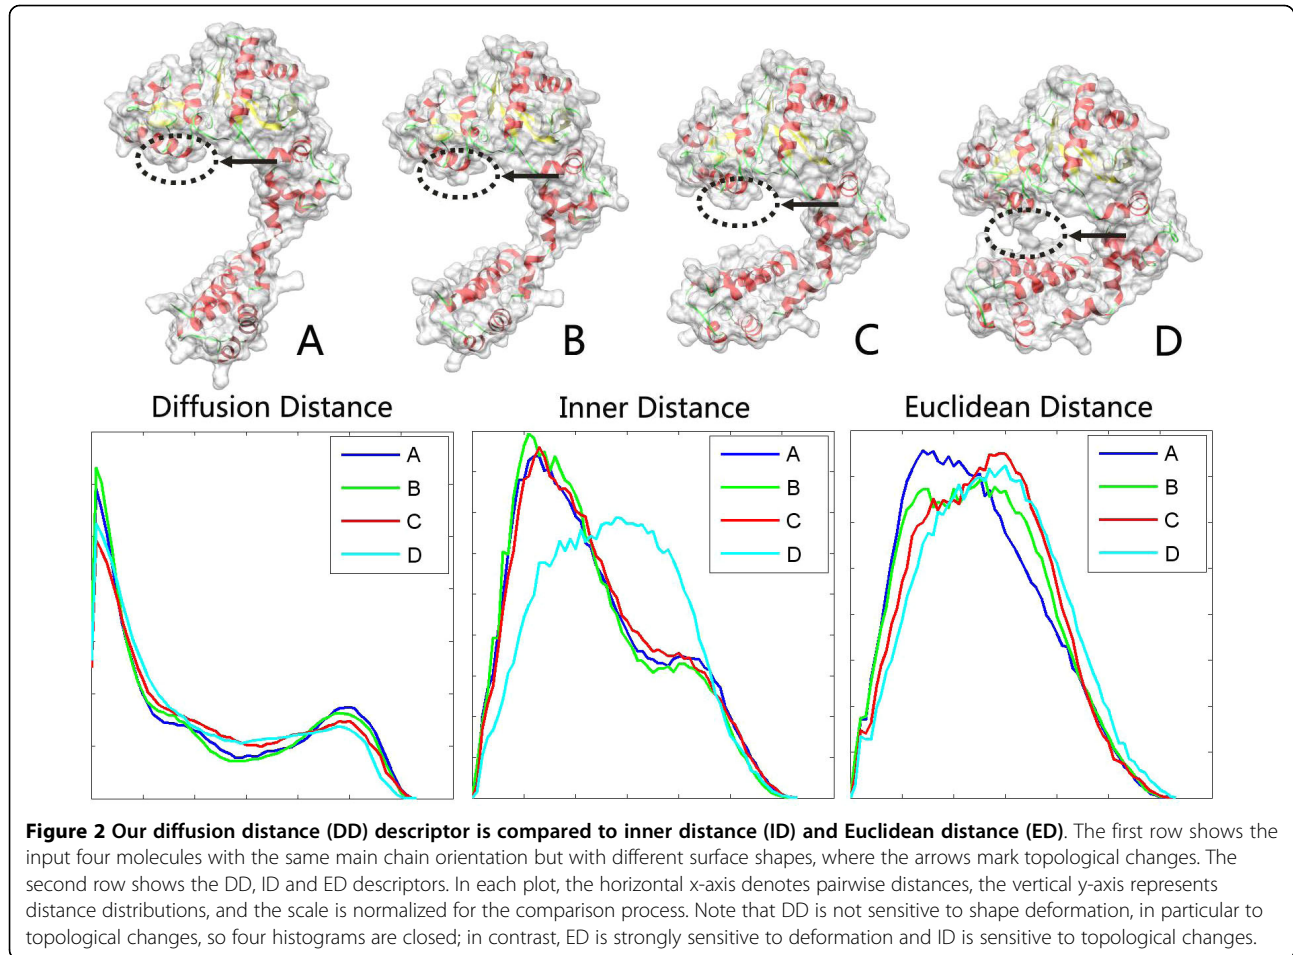 A
B
C
D
Diffusion Distance
Inner Distance
Euclidean Distance
A
B
C
D
A
B
C
D
A
B
C
D
Figure 2 Our diffusion distance (DD) descriptor is compared to inner distance (ID) and Euclidean distance (ED). The first row shows the
input four molecules with the same main chain orientation but with different surface shapes, where the arrows mark topological changes. The
second row shows the DD, ID and ED descriptors. In each plot, the horizontal x-axis denotes pairwise distances, the vertical y-axis represents
distance distributions, and the scale is normalized for the comparison process. Note that DD is not sensitive to shape deformation, in particular to
topological changes, so four histograms are closed; in contrast, ED is strongly sensitive to deformation and ID is sensitive to topological changes.